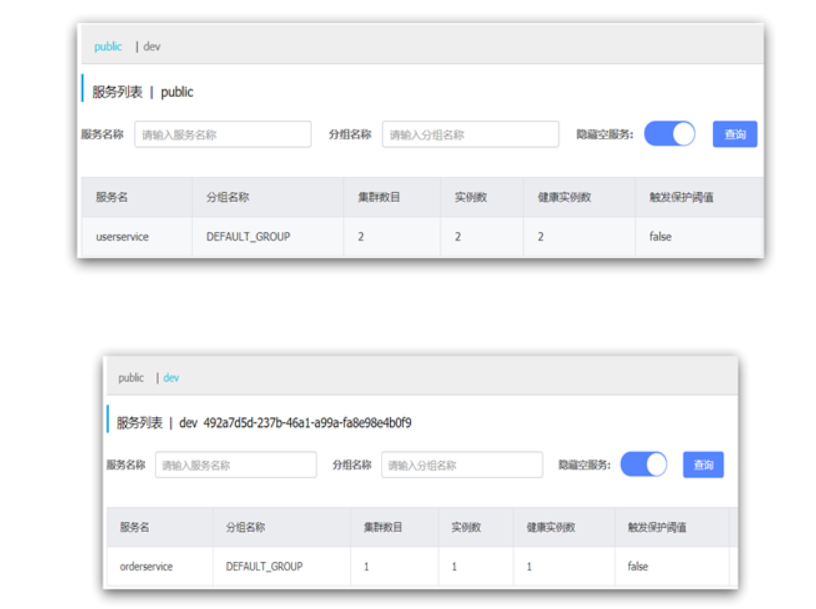 public | dev
服务列表 | public
服务名称 请输入服务名称 分组名称 请输入分组名称 隐藏空服务: 查询
服务名 分组名称 集群数目 实例数 健康实例数 触发保护阈值
userservice DEFAULT_GROUP 2 2 2 false
public | dev
服务列表 | dev 492a7d5d-237b-46a1-a99a-fa8e98e4b0f9
服务名称 请输入服务名称 分组名称 请输入分组名称 隐藏空服务: 查询
服务名 分组名称 集群数目 实例数 健康实例数 触发保护阈值
orderservice DEFAULT_GROUP 1 1 1 false